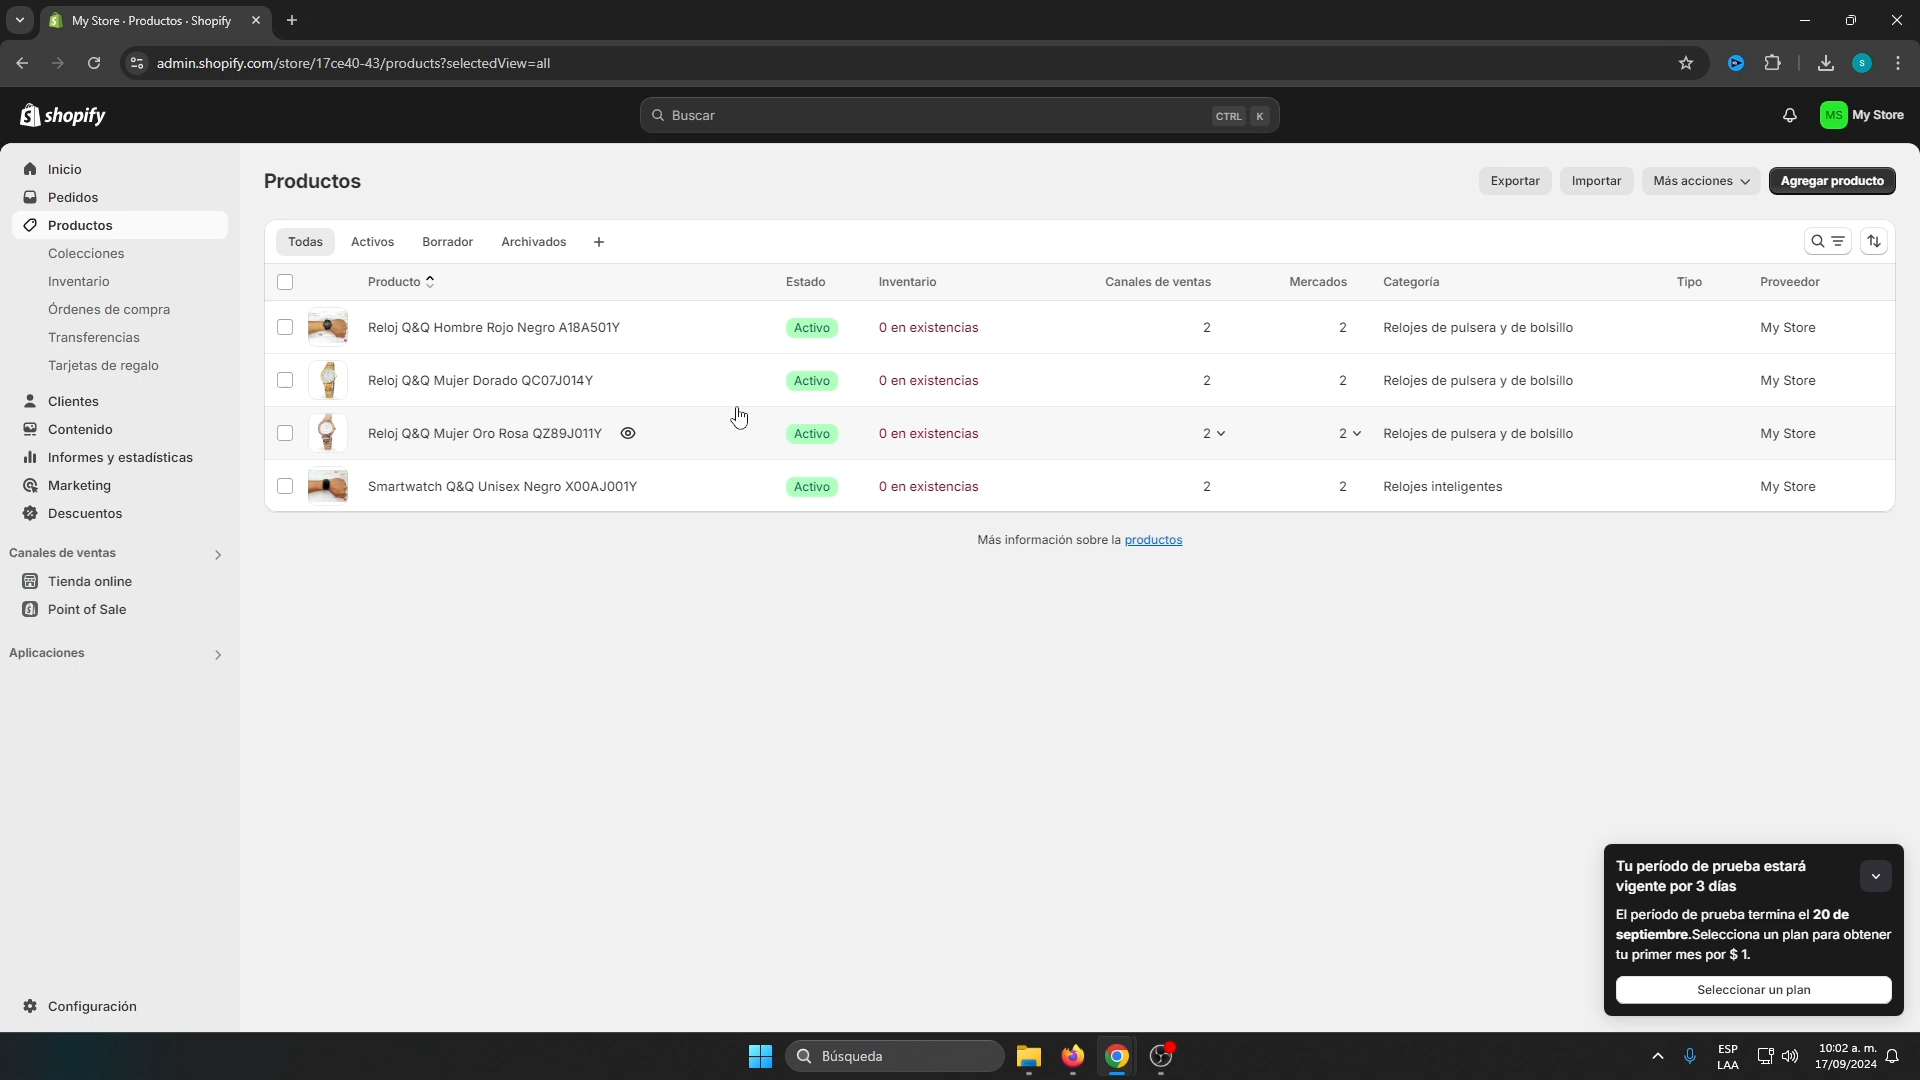 My Store · Productos · Shopify
admin.shopify.com/store/17ce40-43/products?selectedView=all
S
shopify
Buscar
CTRL K
MS My Store
Inicio
Pedidos
Productos
Colecciones
Inventario
Órdenes de compra
Transferencias
Tarjetas de regalo
Clientes
Contenido
Informes y estadísticas
Marketing
Descuentos
Canales de ventas
Tienda online
Point of Sale
Aplicaciones
Configuración
Productos
Exportar Importar Más acciones Agregar producto
Todas Activos Borrador Archivados +
Producto Estado Inventario Canales de ventas Mercados Categoría Tipo Proveedor
Reloj Q&Q Hombre Rojo Negro A18A501Y Activo 0 en existencias 2 2 Relojes de pulsera y de bolsillo My Store
Reloj Q&Q Mujer Dorado QC07J014Y Activo 0 en existencias 2 2 Relojes de pulsera y de bolsillo My Store
Reloj Q&Q Mujer Oro Rosa QZ89J011Y Activo 0 en existencias 2 2 Relojes de pulsera y de bolsillo My Store
Smartwatch Q&Q Unisex Negro X00AJ001Y Activo 0 en existencias 2 2 Relojes inteligentes My Store
Más información sobre la productos
Tu período de prueba estará
vigente por 3 días
El período de prueba termina el 20 de
septiembre.Selecciona un plan para obtener
tu primer mes por $ 1.
Seleccionar un plan
Búsqueda
ESP
LAA
10:02 a. m.
17/09/2024